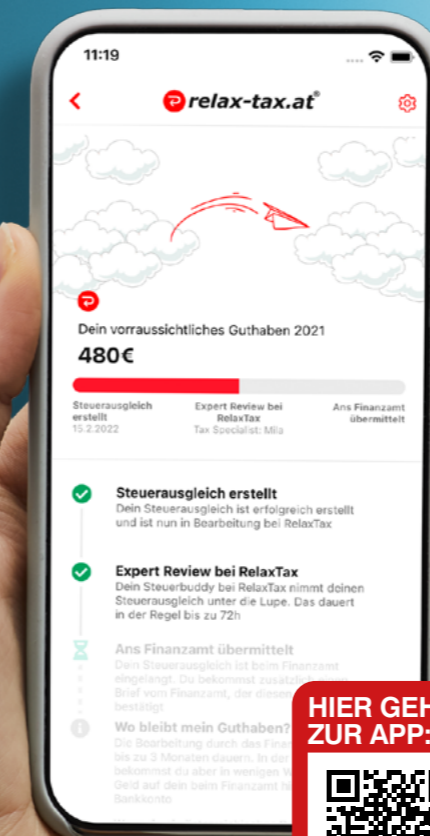 11:19
relax-tax.at®
Dein vorraussichtliches Guthaben 2021
480€
Steuerausgleich
erstellt
15.2.2022
Expert Review bei
RelaxTax
Tax Specialist: Mila
Ans Finanzamt
übermittelt
Steuerausgleich erstellt
Dein Steuerausgleich ist erfolgreich erstellt
und ist nun in Bearbeitung bei RelaxTax
Expert Review bei RelaxTax
Dein Steuerbuddy bei RelaxTax nimmt deinen
Steuerausgleich unter die Lupe. Das dauert
in der Regel bis zu 72h
Ans Finanzamt übermittelt
Dein Steuerausgleich ist beim Finanzamt
eingelangt. Du bekommst zusätzlich
Brief vom Finanzamt, der diesen
bestätigt
Wo bleibt mein Guthaben?
Die Bearbeitung durch das
bis zu 3 Monaten dauern. In der
bekommst du aber in wenigen
Geld auf dein beim Finanzamt
Bankkonto
HIER GEH
ZUR APP: